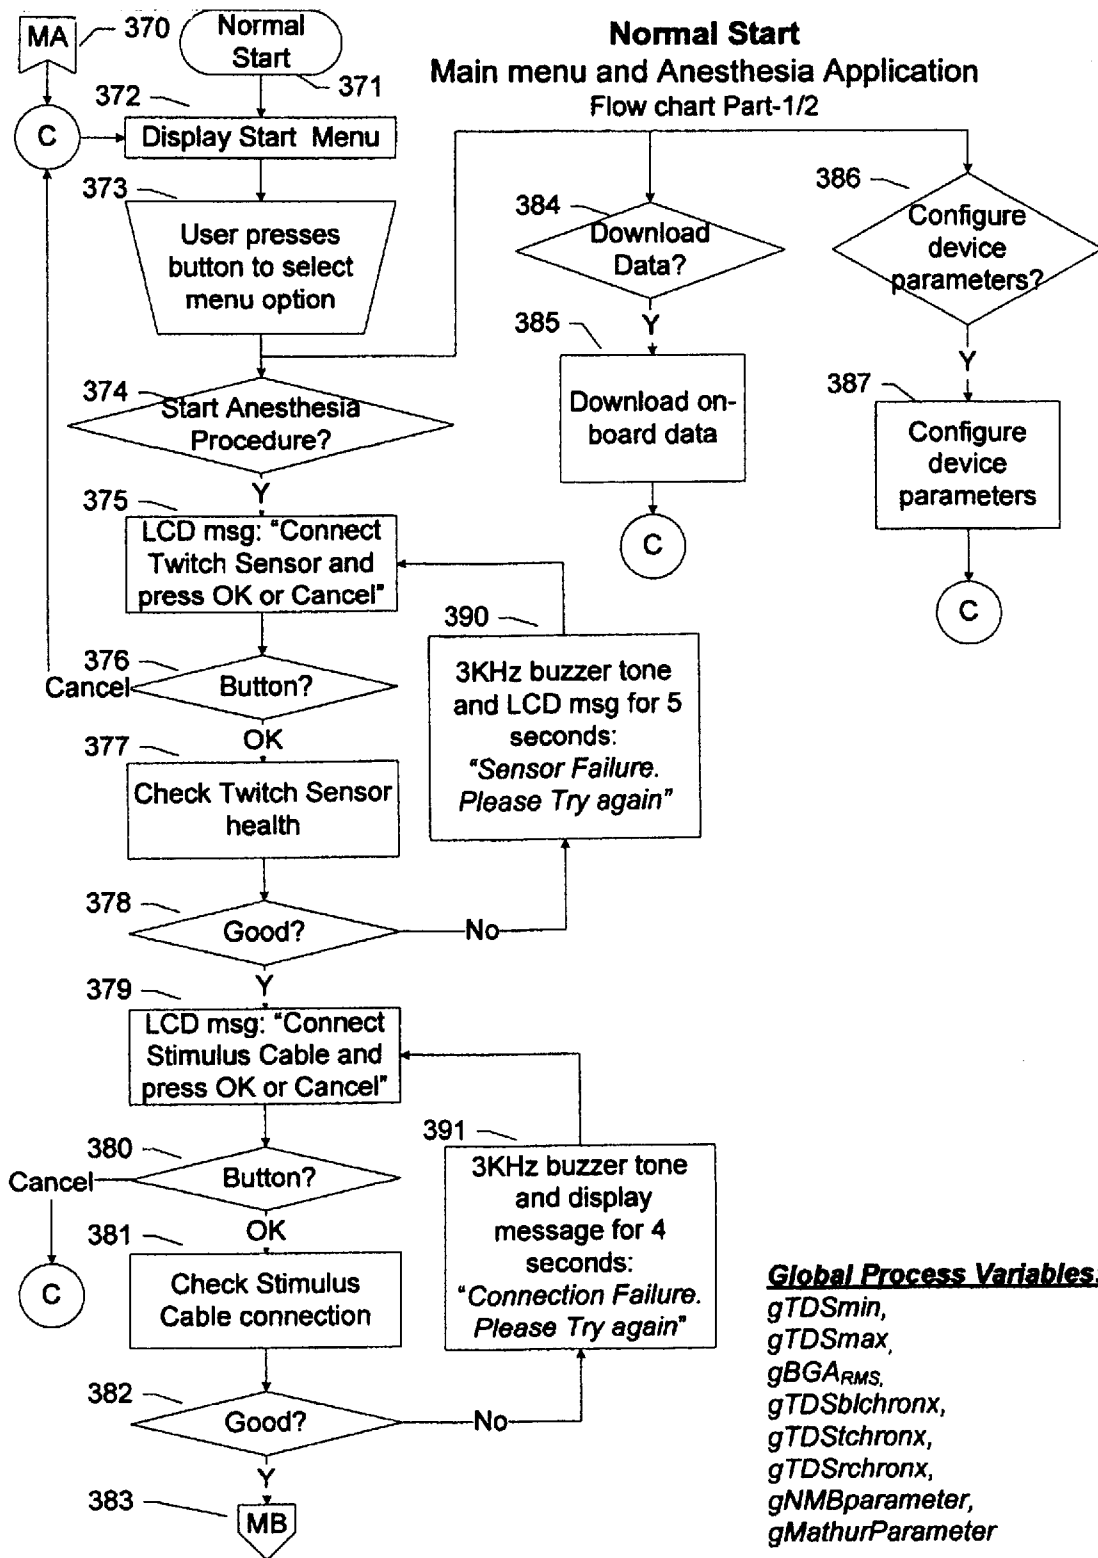 MA
370
Normal
Start
371
Normal Start
Main menu and Anesthesia Application
Flow chart Part-1/2
372
C
Display Start Menu
373
User presses
button to select
menu option
384
Download
Data?
Y
385
Download on-
board data
C
386
Configure
device
parameters?
Y
387
Configure
device
parameters
C
374
Start Anesthesia
Procedure?
Y
375
LCD msg: "Connect
Twitch Sensor and
press OK or Cancel"
376
Cancel
Button?
OK
377
Check Twitch Sensor
health
378
Good?
No
Y
390
3KHz buzzer tone
and LCD msg for 5
seconds:
"Sensor Failure.
Please Try again"
379
LCD msg: "Connect
Stimulus Cable and
press OK or Cancel"
380
Cancel
Button?
OK
C
381
Check Stimulus
Cable connection
382
Good?
No
Y
391
3KHz buzzer tone
and display
message for 4
seconds:
"Connection Failure.
Please Try again"
383
MB
Global Process Variables:
gTDSmin,
gTDSmax,
gBGARMS,
gTDSblchronx,
gTDStchronx,
gTDSrchronx,
gNMBparameter,
gMathurParameter